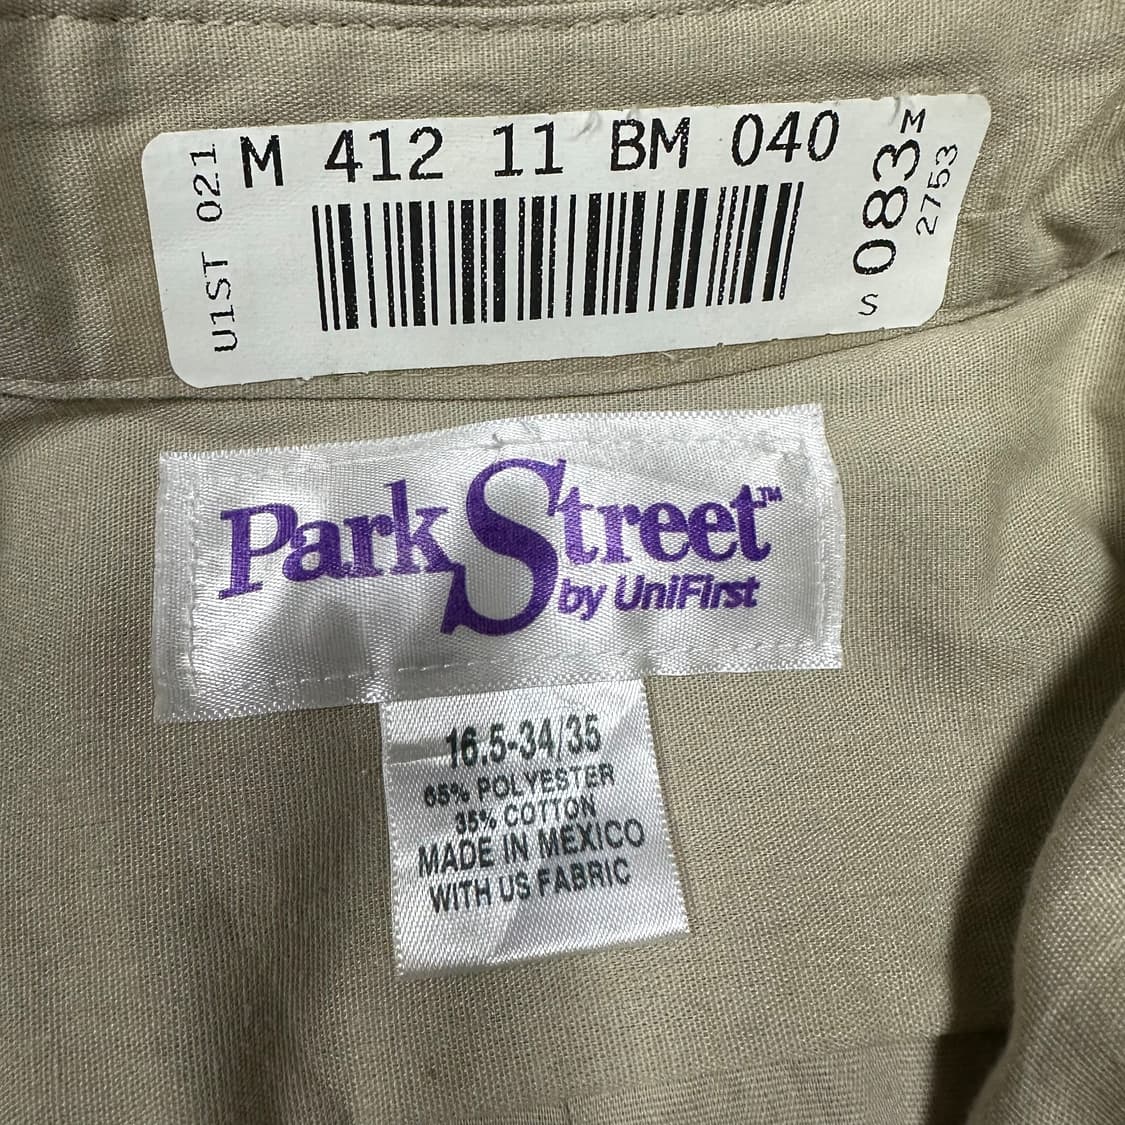 M 412 11 BM 040
U1ST 021
S 083 M
2753
Park Street™
by UniFirst
16.5-34/35
65% POLYESTER
35% COTTON
MADE IN MEXICO
WITH US FABRIC